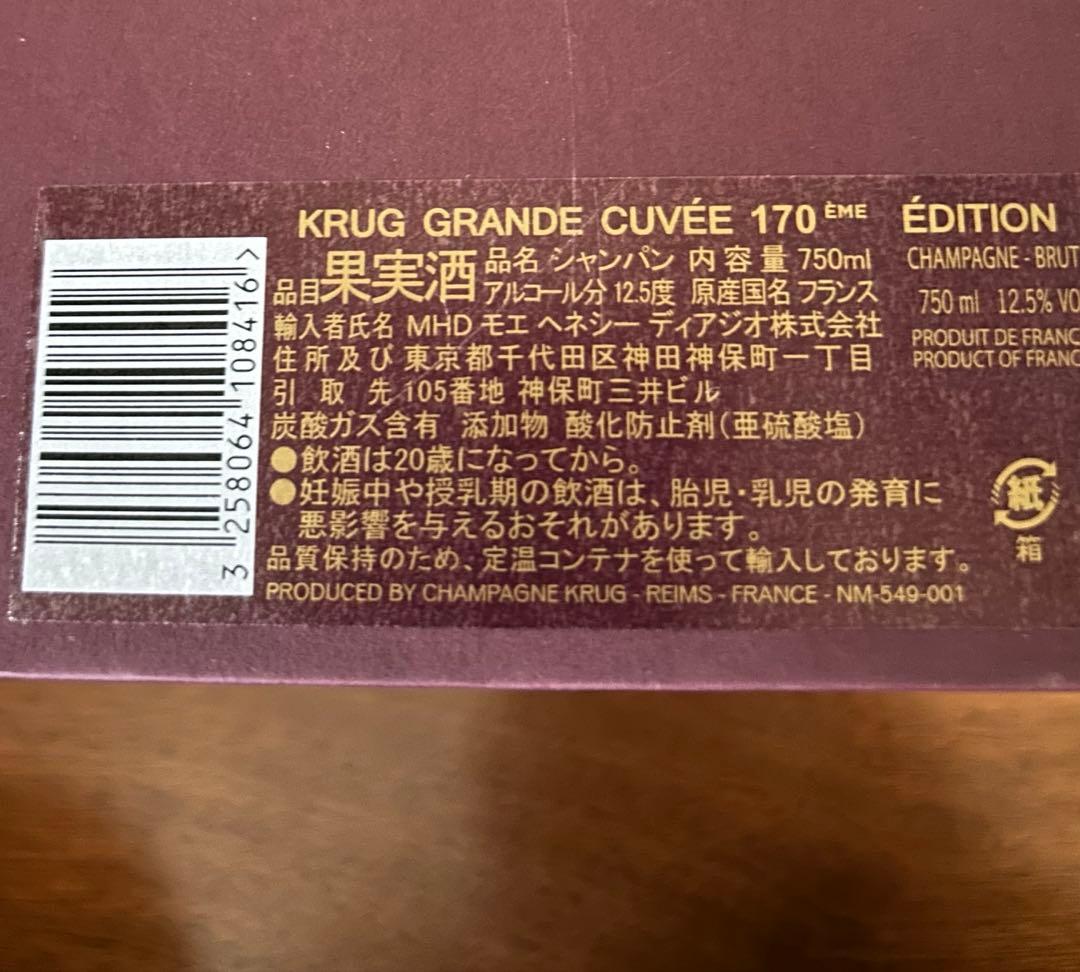 KRUG GRANDE CUVÉE 170 ÈME ÉDITION
品目 果実酒 品名 シャンパン 内容量 750ml
アルコール分 12.5度 原産国名 フランス
輸入者氏名 MHD モエ ヘネシー ディアジオ株式会社
住所及び 東京都千代田区神田神保町一丁目
引取先 105番地 神保町三井ビル
炭酸ガス含有 添加物 酸化防止剤(亜硫酸塩)
●飲酒は20歳になってから。
●妊娠中や授乳期の飲酒は、胎児・乳児の発育に
悪影響を与えるおそれがあります。
品質保持のため、定温コンテナを使って輸入しております。
PRODUCED BY CHAMPAGNE KRUG - REIMS - FRANCE - NM-549-001
CHAMPAGNE - BRUT
750 ml 12.5% VO
PRODUIT DE FRANC
PRODUCT OF FRANC
紙
箱
3 258064 108416 >